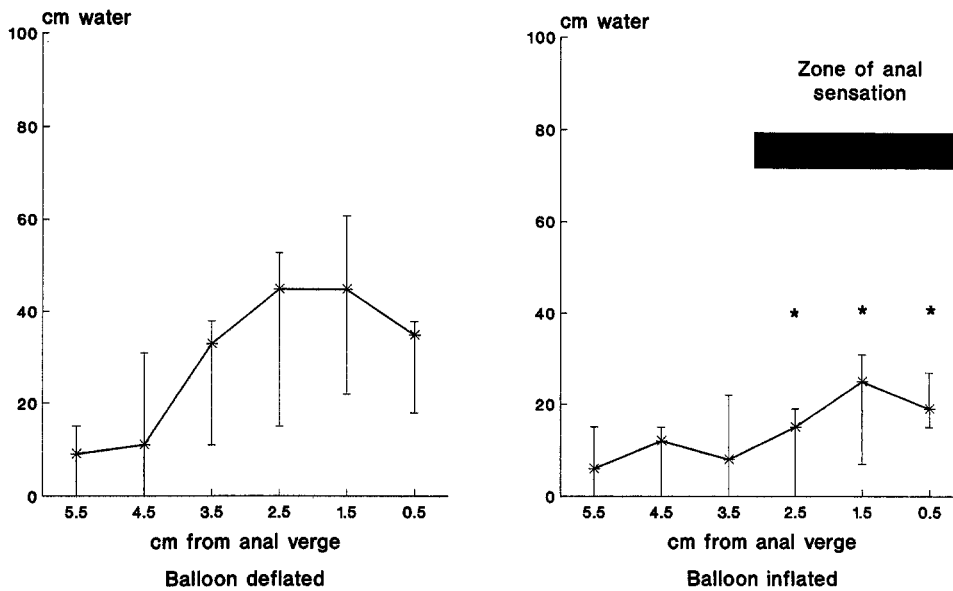 cm water
100
80
60
40
20
0
5.5 4.5 3.5 2.5 1.5 0.5
cm from anal verge
Balloon deflated
cm water
100
80
60
40
20
0
Zone of anal
sensation
* * *
5.5 4.5 3.5 2.5 1.5 0.5
cm from anal verge
Balloon inflated